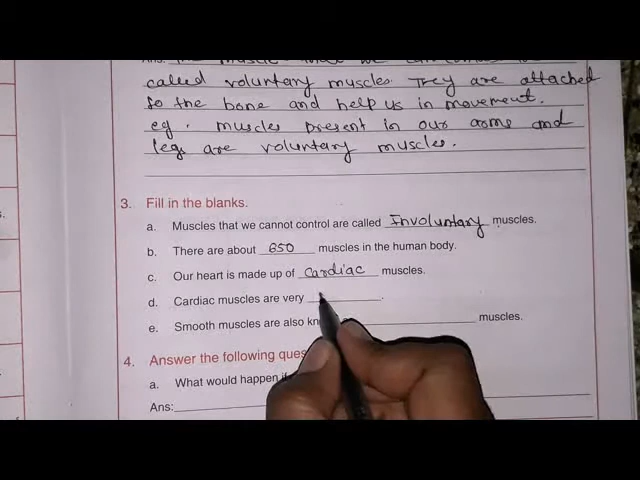 called voluntary muscles. They are attached
to the bone and help us in movement.
eg. muscles present in our arms and
legs are voluntary muscles.
3. Fill in the blanks.
a. Muscles that we cannot control are called Involuntary muscles.
b. There are about 650 muscles in the human body.
c. Our heart is made up of cardiac muscles.
d. Cardiac muscles are very ________.
e. Smooth muscles are also ________ muscles.
4. Answer the following
a. What would happen
Ans: